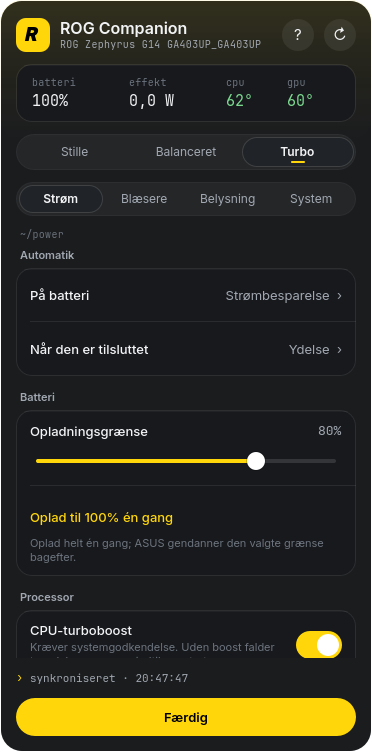 R
ROG Companion
ROG Zephyrus G14 GA403UP_GA403UP
?
batteri effekt cpu gpu
100% 0,0 W 62° 60°
Stille Balanceret Turbo
Strøm Blæsere Belysning System
~/power
Automatik
På batteri Strømbesparelse ›
Når den er tilsluttet Ydelse ›
Batteri
Opladningsgrænse 80%
Oplad til 100% én gang
Oplad helt én gang; ASUS gendanner den valgte grænse
bagefter.
Processor
CPU-turboboost
Kræver systemgodkendelse. Uden boost falder
› synkroniseret · 20:47:47
Færdig